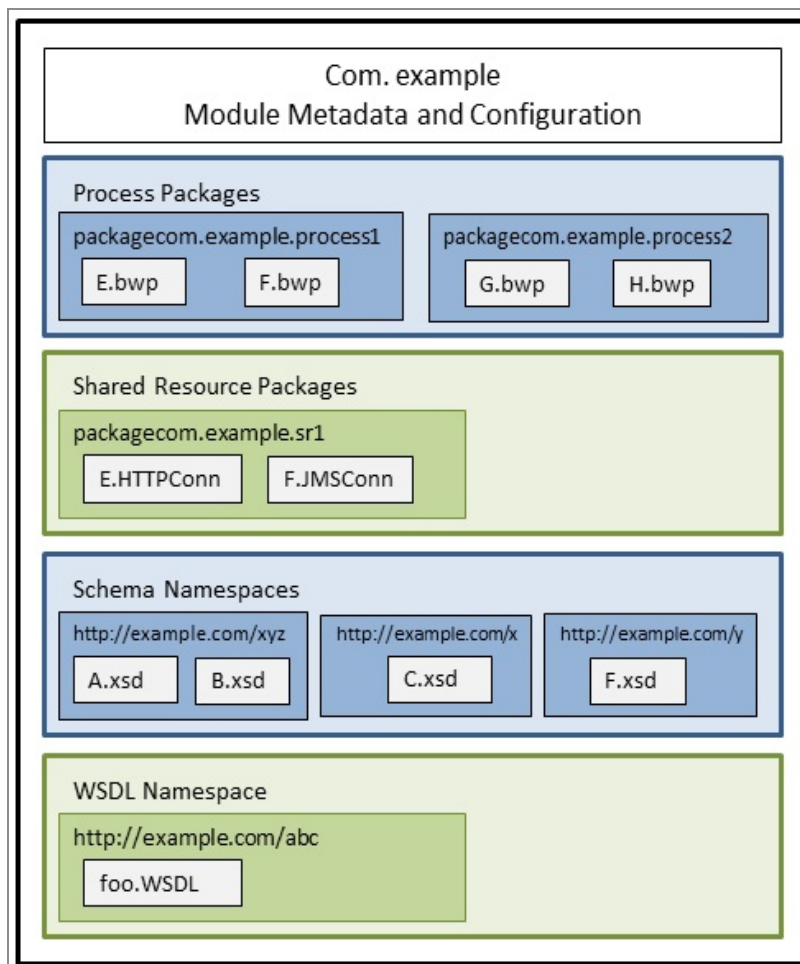 Com. example
Module Metadata and Configuration
Process Packages
packagecom.example.process1
E.bwp
F.bwp
packagecom.example.process2
G.bwp
H.bwp
Shared Resource Packages
packagecom.example.sr1
E.HTTPConn
F.JMSConn
Schema Namespaces
http://example.com/xyz
A.xsd
B.xsd
http://example.com/x
C.xsd
http://example.com/y
F.xsd
WSDL Namespace
http://example.com/abc
foo.WSDL